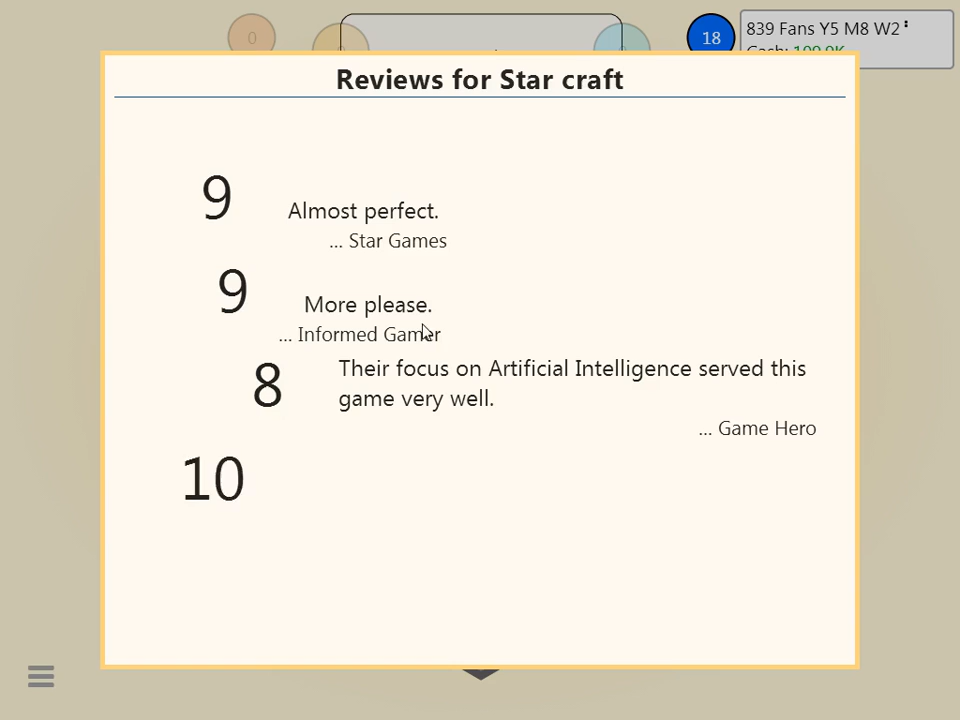 0
18
839 Fans Y5 M8 W2
Reviews for Star craft
9
Almost perfect.
... Star Games
9
More please.
... Informed Gamer
8
Their focus on Artificial Intelligence served this
game very well.
... Game Hero
10